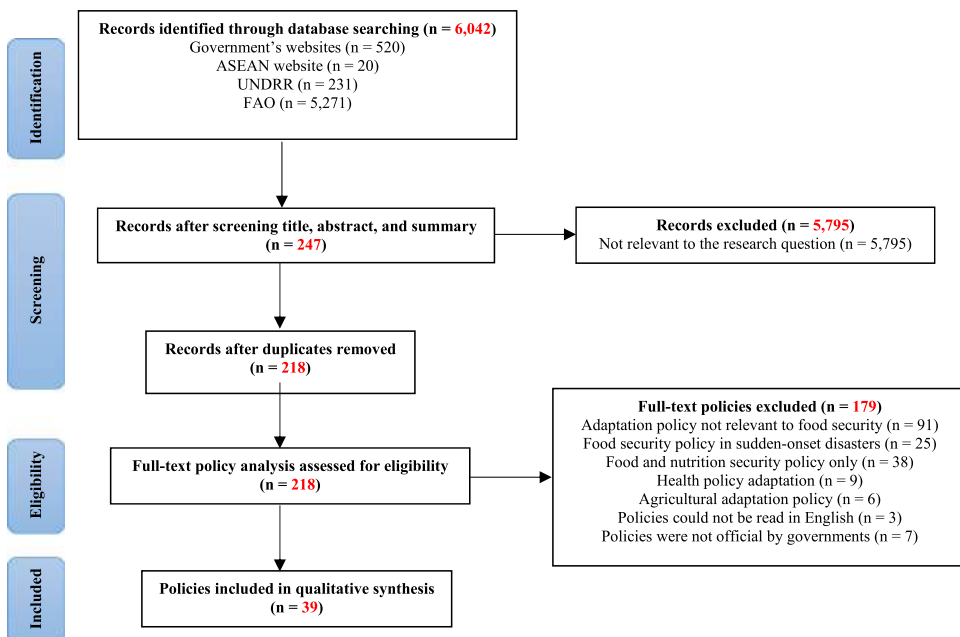 Identification
Records identified through database searching (n = 6,042)
Government's websites (n = 520)
ASEAN website (n = 20)
UNDRR (n = 231)
FAO (n = 5,271)
Screening
Records after screening title, abstract, and summary
(n = 247)
Records excluded (n = 5,795)
Not relevant to the research question (n = 5,795)
Records after duplicates removed
(n = 218)
Eligibility
Full-text policy analysis assessed for eligibility
(n = 218)
Full-text policies excluded (n = 179)
Adaptation policy not relevant to food security (n = 91)
Food security policy in sudden-onset disasters (n = 25)
Food and nutrition security policy only (n = 38)
Health policy adaptation (n = 9)
Agricultural adaptation policy (n = 6)
Policies could not be read in English (n = 3)
Policies were not official by governments (n = 7)
Included
Policies included in qualitative synthesis
(n = 39)